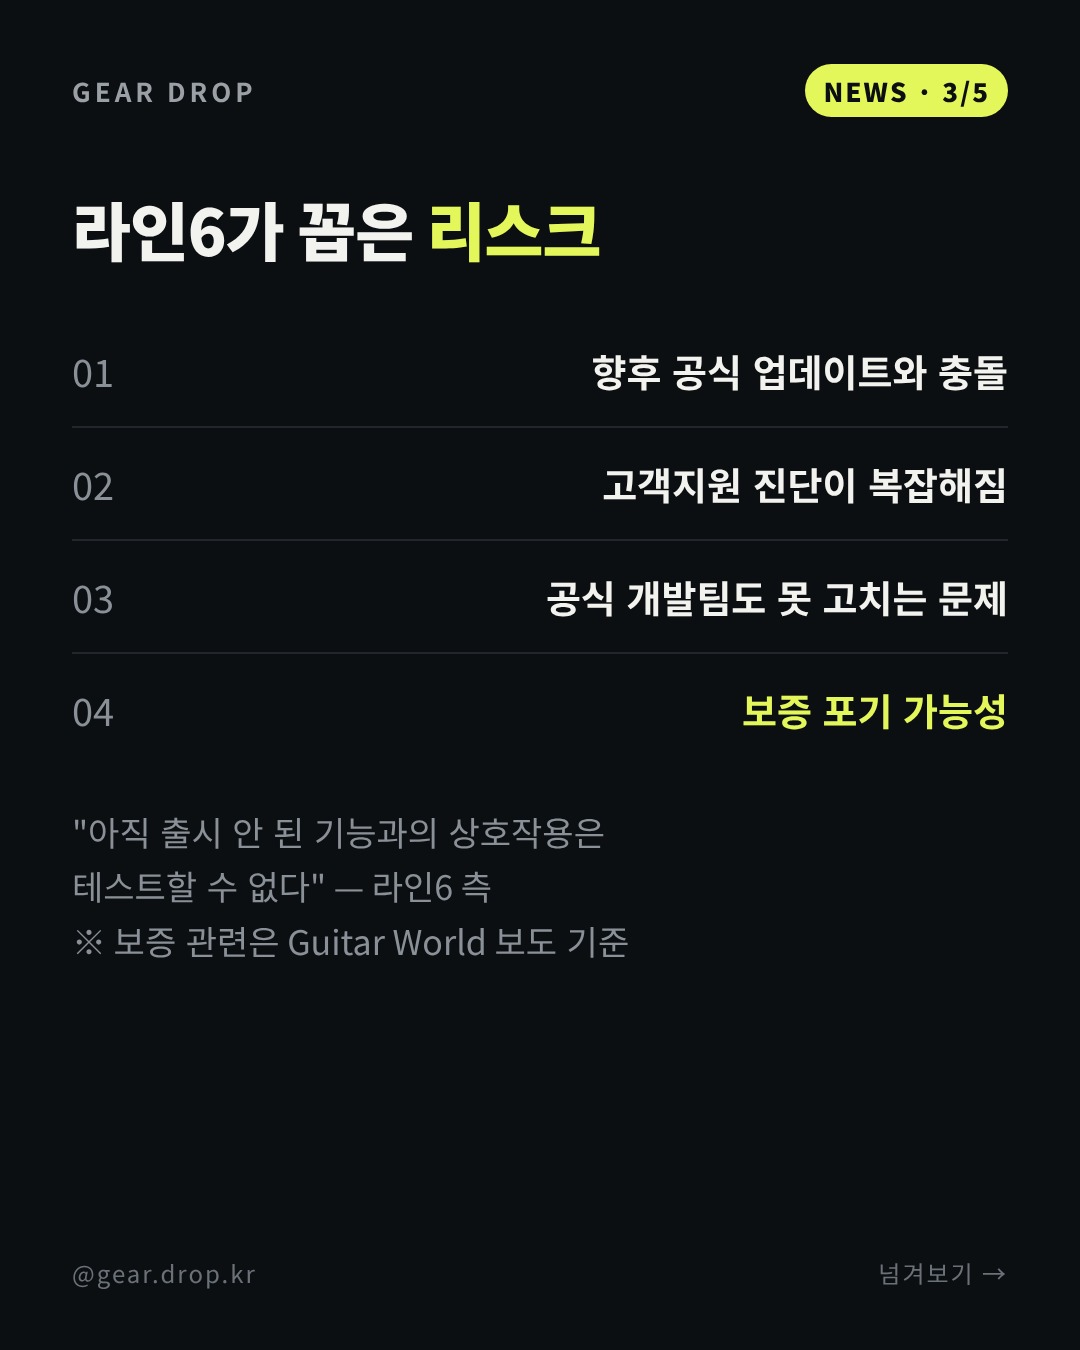 GEAR DROP
NEWS · 3/5
라인6가 꼽은 리스크
01 향후 공식 업데이트와 충돌
02 고객지원 진단이 복잡해짐
03 공식 개발팀도 못 고치는 문제
04 보증 포기 가능성
"아직 출시 안 된 기능과의 상호작용은
테스트할 수 없다" — 라인6 측
※ 보증 관련은 Guitar World 보도 기준
@gear.drop.kr
넘겨보기 →